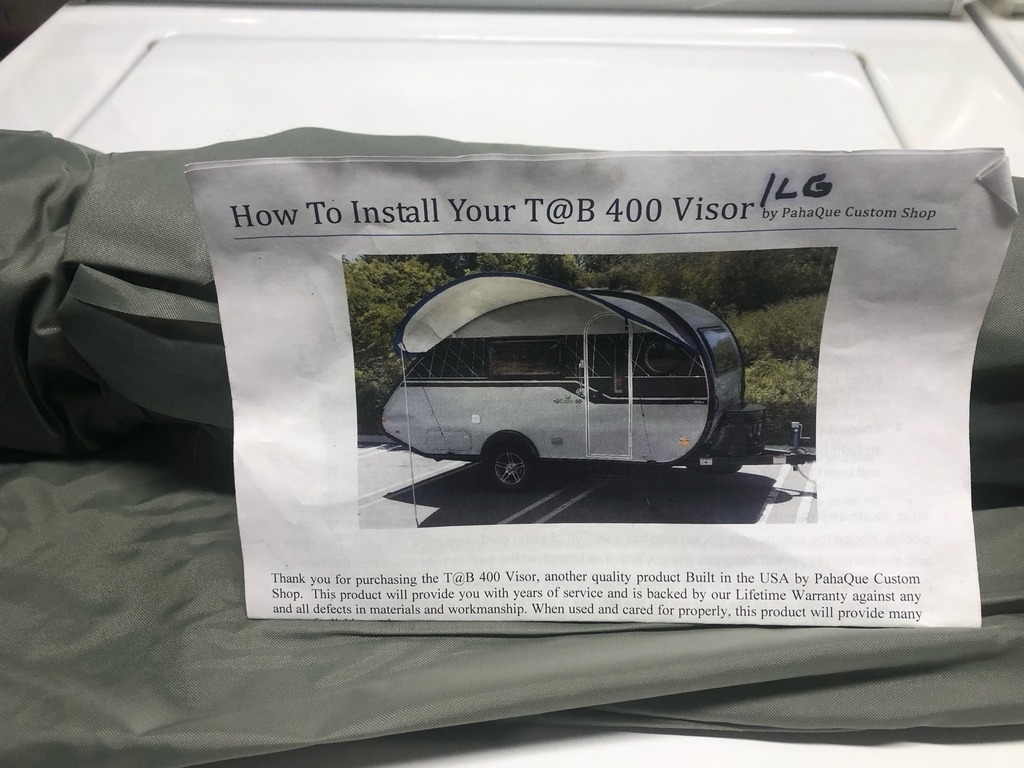 How To Install Your T@B 400 Visor /LG by PahaQue Custom Shop
Thank you for purchasing the T@B 400 Visor, another quality product Built in the USA by PahaQue Custom
Shop. This product will provide you with years of service and is backed by our Lifetime Warranty against any
and all defects in materials and workmanship. When used and cared for properly, this product will provide many